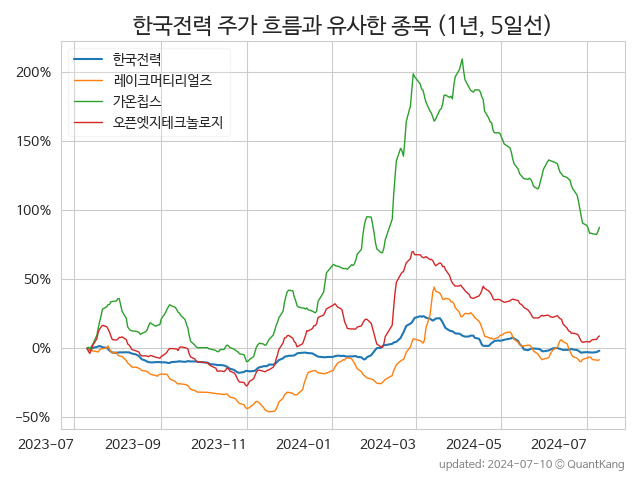 한국전력 주가 흐름과 유사한 종목 (1년, 5일선)
한국전력
레이크머티리얼즈
가온칩스
오픈엣지테크놀로지
200%
150%
100%
50%
0%
−50%
2023-07 2023-09 2023-11 2024-01 2024-03 2024-05 2024-07
updated: 2024-07-10 © QuantKang